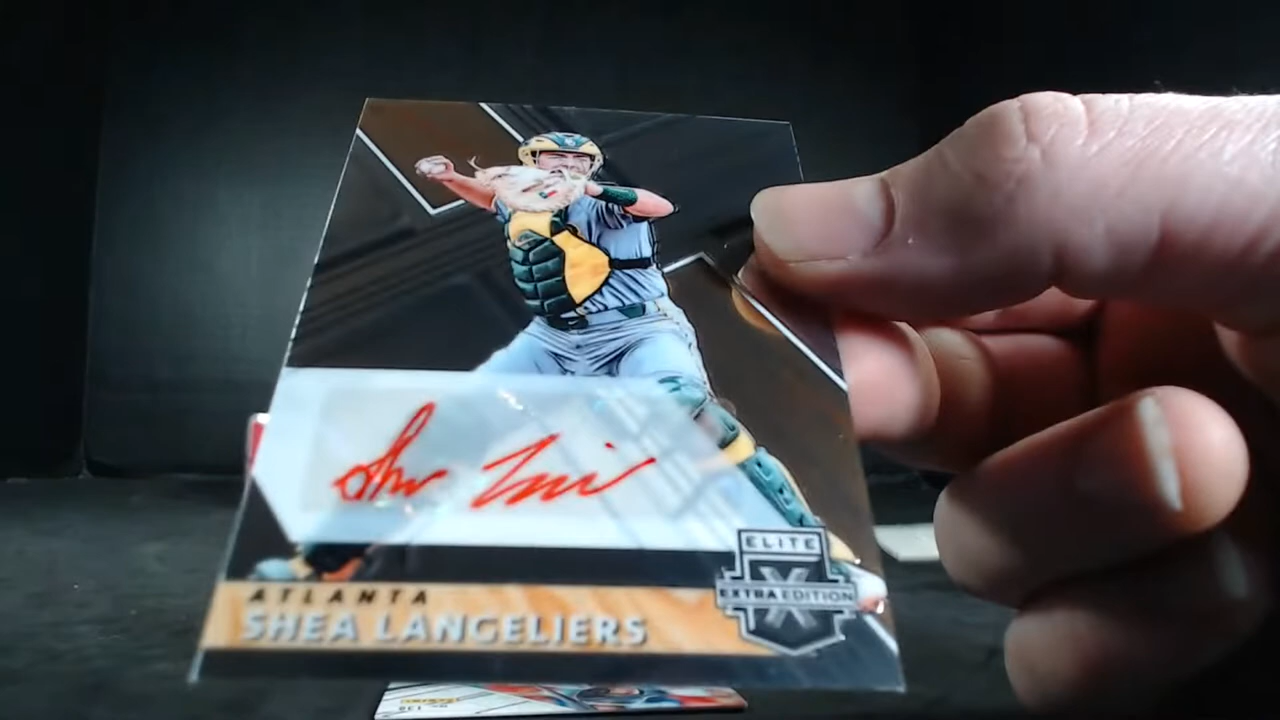 ATLANTA
SHEA LANGELIERS
ELITE
X
EXTRA EDITION